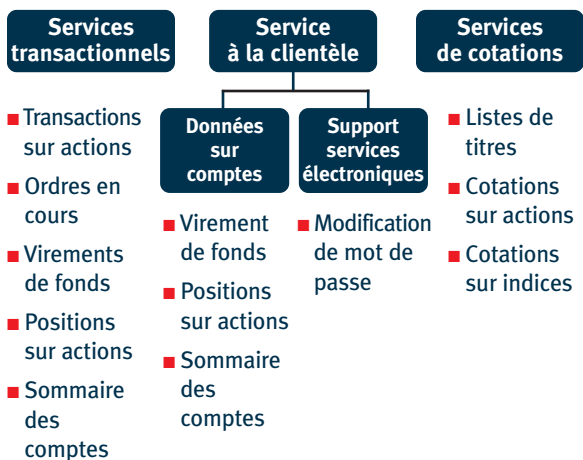 Services
transactionnels
Transactions
sur actions
Ordres en
cours
Virements
de fonds
Positions
sur actions
Sommaire
des
comptes
Service
à la clientèle
Données
sur
comptes
Virement
de fonds
Positions
sur actions
Sommaire
des
comptes
Support
services
électroniques
Modification
de mot de
passe
Services
de cotations
Listes de
titres
Cotations
sur actions
Cotations
sur indices